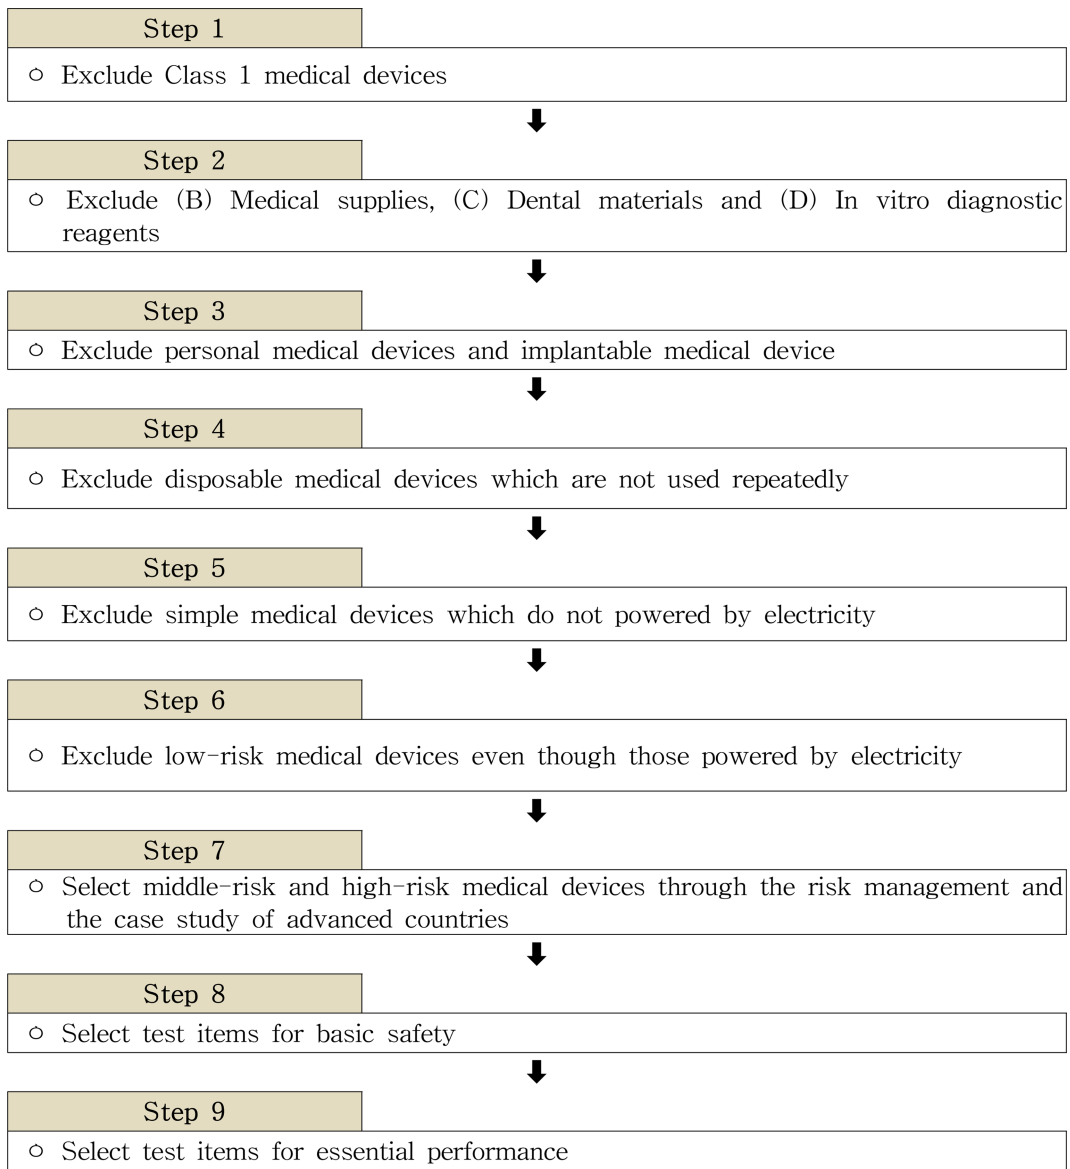 Step 1
○ Exclude Class 1 medical devices
Step 2
○ Exclude (B) Medical supplies, (C) Dental materials and (D) In vitro diagnostic
reagents
Step 3
○ Exclude personal medical devices and implantable medical device
Step 4
○ Exclude disposable medical devices which are not used repeatedly
Step 5
○ Exclude simple medical devices which do not powered by electricity
Step 6
○ Exclude low-risk medical devices even though those powered by electricity
Step 7
○ Select middle-risk and high-risk medical devices through the risk management and
the case study of advanced countries
Step 8
○ Select test items for basic safety
Step 9
○ Select test items for essential performance